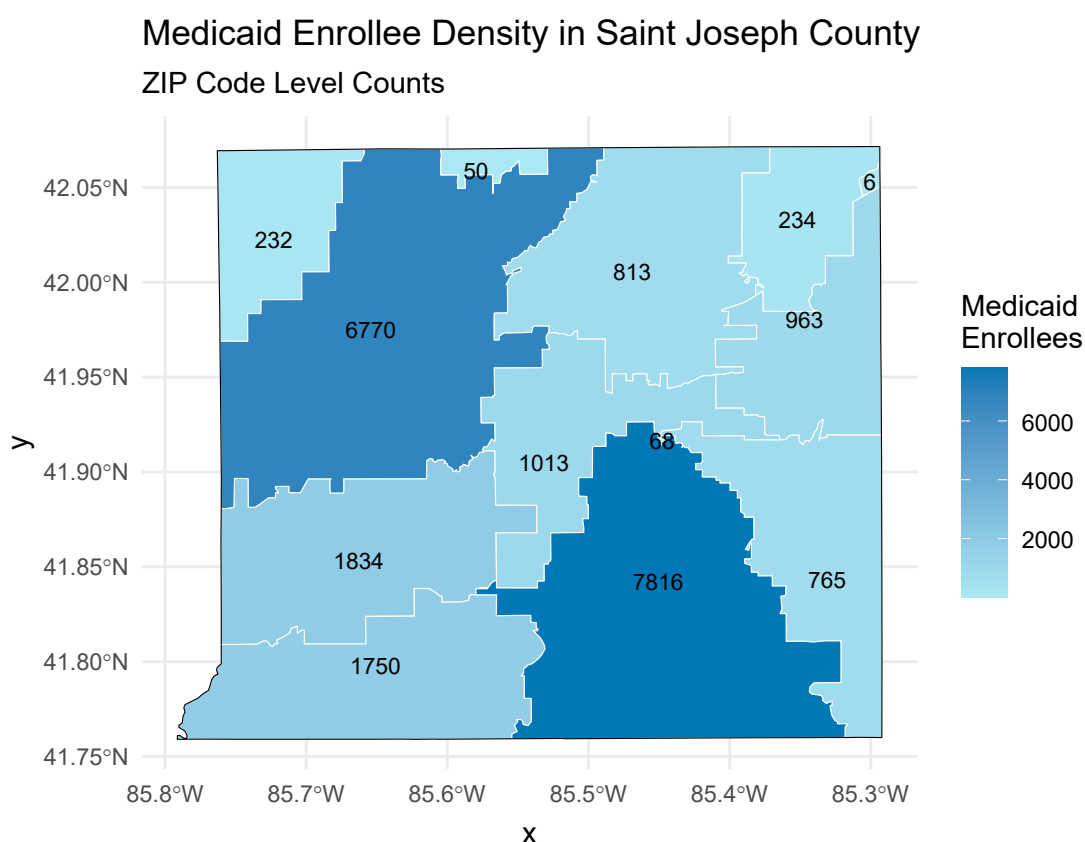 Medicaid Enrollee Density in Saint Joseph County
ZIP Code Level Counts
42.05°N
42.00°N
41.95°N
41.90°N
41.85°N
41.80°N
41.75°N
y
50
6
232
234
813
6770
963
68
1013
1834
7816
765
1750
85.8°W 85.7°W 85.6°W 85.5°W 85.4°W 85.3°W
x
Medicaid
Enrollees
6000
4000
2000